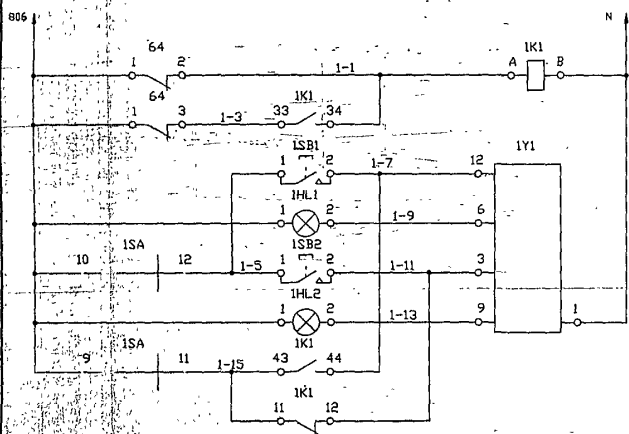 806 N
64 1K1
1 2 1-1 A B
64 1K1
1 3 1-3 33 34
1SB1 1Y1
1 2 1-7 12
1HL1
1 2 1-9 6
1SA 1SB2
10 12 1-5 1 2 1-11 3
1HL2
1 2 1-13 9 1
1SA 1K1
9 11 1-15 43 44
1K1
11 12